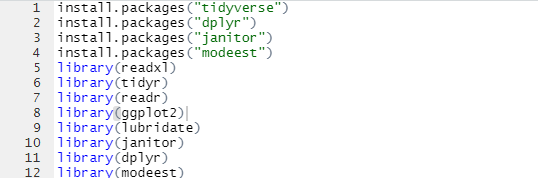 1 install.packages("tidyverse")
2 install.packages("dplyr")
3 install.packages("janitor")
4 install.packages("modeest")
5 library(readxl)
6 library(tidyr)
7 library(readr)
8 library(ggplot2)
9 library(lubridate)
10 library(janitor)
11 library(dplyr)
12 library(modeest)